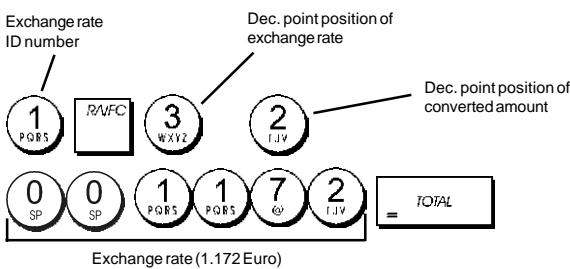 Exchange rate
ID number
Dec. point position of
exchange rate
Dec. point position of
converted amount
1
PQRS
RA/FC
3
WXYZ
2
TUV
0
SP
0
SP
1
PQRS
1
PQRS
7
@
2
TUV
= TOTAL
Exchange rate (1.172 Euro)